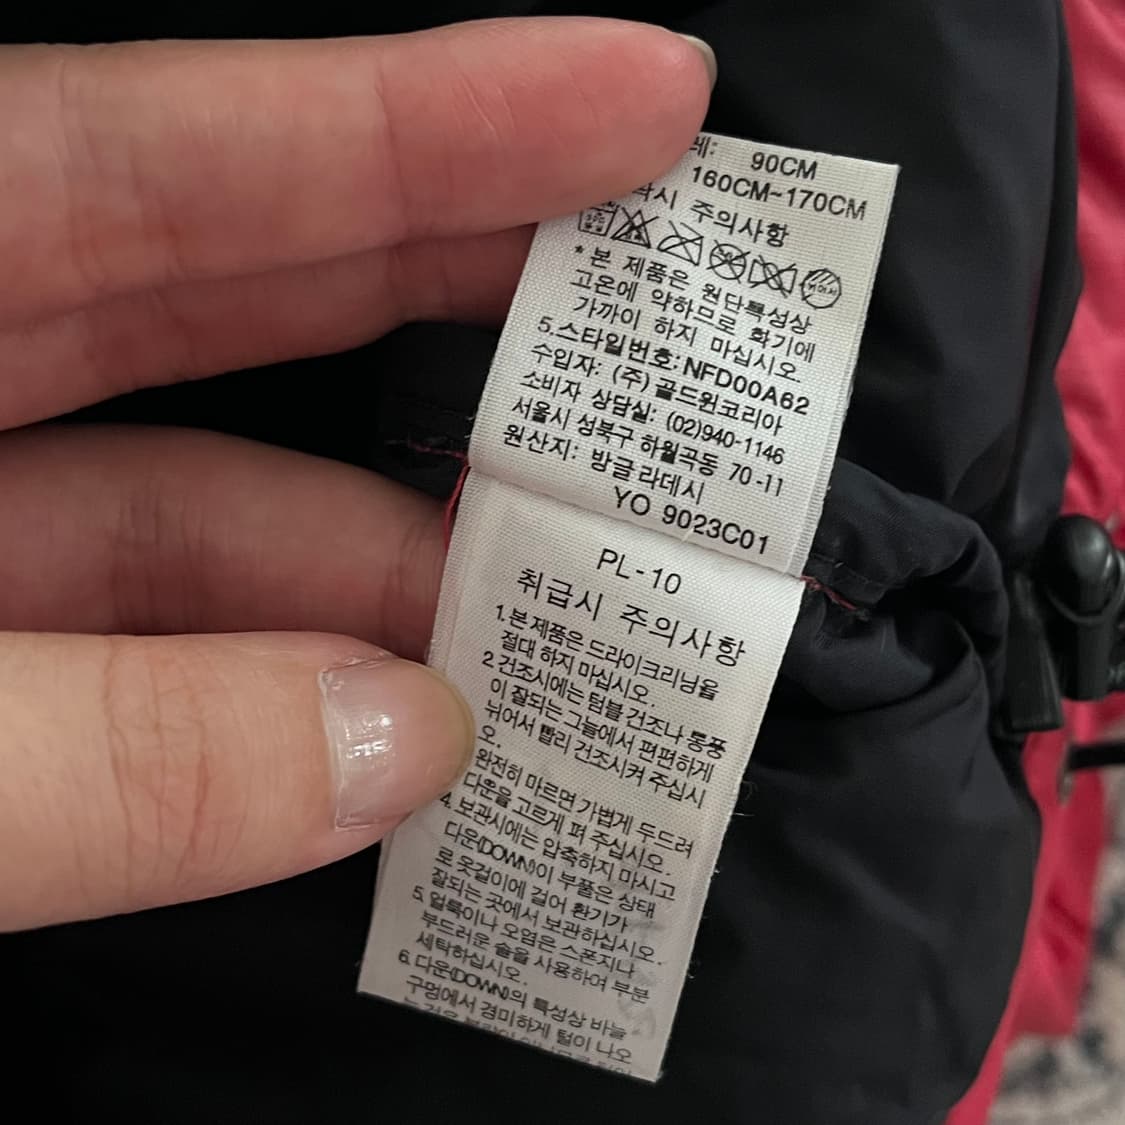 레: 90CM
160CM~170CM
탁시 주의사항
* 본 제품은 원단특성상
고온에 약하므로 화기에
가까이 하지 마십시오.
5.스타일번호: NFD00A62
수입자: (주) 골드윈코리아
소비자 상담실: (02)940-1146
서울시 성북구 하월곡동 70-11
원산지: 방글라데시
YO 9023C01
PL-10
취급시 주의사항
1.본 제품은 드라이크리닝을
절대 하지 마십시오.
2 건조시에는 텀블 건조나 통풍
이 잘되는 그늘에서 편편하게
뉘어서 빨리 건조시켜 주십시
오.
완전히 마르면 가볍게 두드려
다운을 고르게 펴 주십시오.
4. 보관시에는 압축하지 마시고
다운(DOWN)이 부풀은 상태
로 옷걸이에 걸어 환기가
잘되는 곳에서 보관하십시오.
5. 얼룩이나 오염은 스폰지나
부드러운 솔을 사용하여 부분
세탁하십시오.
6. 다운(DOWN)의 특성상 바늘
구멍에서 경미하게 털이 나오